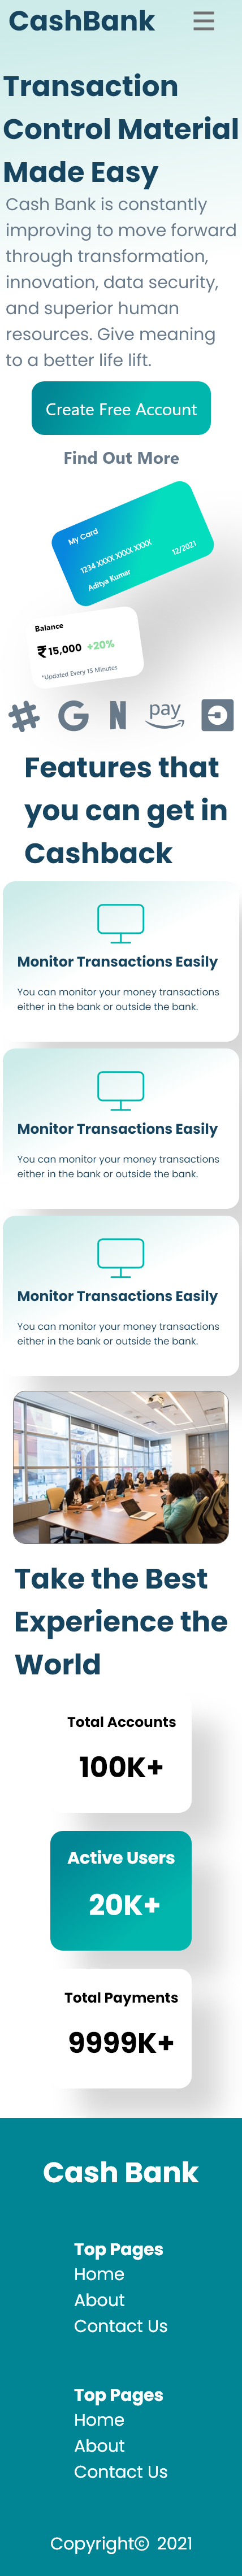 CashBank
Transaction
Control Material
Made Easy
Cash Bank is constantly
improving to move forward
through transformation,
innovation, data security,
and superior human
resources. Give meaning
to a better life lift.
Create Free Account
Find Out More
My Card
1234 XXXX XXXX XXXX
12/2021
Aditya Kumar
Balance
₹ 15,000 +20%
*Updated Every 15 Minutes
G N pay
Features that
you can get in
Cashback
Monitor Transactions Easily
You can monitor your money transactions
either in the bank or outside the bank.
Monitor Transactions Easily
You can monitor your money transactions
either in the bank or outside the bank.
Monitor Transactions Easily
You can monitor your money transactions
either in the bank or outside the bank.
Take the Best
Experience the
World
Total Accounts
100K+
Active Users
20K+
Total Payments
9999K+
Cash Bank
Top Pages
Home
About
Contact Us
Top Pages
Home
About
Contact Us
Copyright© 2021